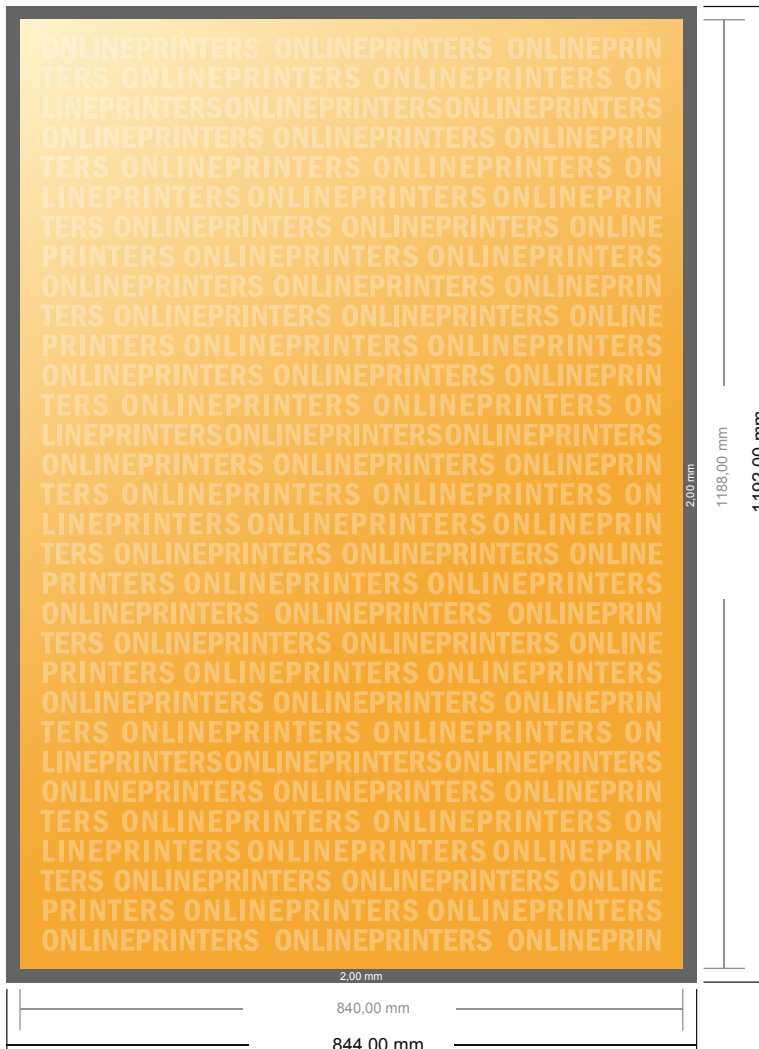 ONLINEPRINTERS ONLINEPRINTERS ONLINEPRIN
TERS ONLINEPRINTERS ONLINEPRINTERS ON
LINEPRINTERSONLINEPRINTERSONLINEPRINTERS
ONLINEPRINTERS ONLINEPRINTERS ONLINEPRIN
TERS ONLINEPRINTERS ONLINEPRINTERS ON
LINEPRINTERS ONLINEPRINTERS ONLINEPRIN
TERS ONLINEPRINTERS ONLINEPRINTERS ONLINE
PRINTERS ONLINEPRINTERS ONLINEPRINTERS
ONLINEPRINTERS ONLINEPRINTERS ONLINEPRIN
TERS ONLINEPRINTERS ONLINEPRINTERS ONLINE
PRINTERS ONLINEPRINTERS ONLINEPRINTERS
ONLINEPRINTERS ONLINEPRINTERS ONLINEPRIN
TERS ONLINEPRINTERS ONLINEPRINTERS ON
LINEPRINTERSONLINEPRINTERSONLINEPRINTERS
ONLINEPRINTERS ONLINEPRINTERS ONLINEPRIN
TERS ONLINEPRINTERS ONLINEPRINTERS ON
LINEPRINTERS ONLINEPRINTERS ONLINEPRIN
TERS ONLINEPRINTERS ONLINEPRINTERS ONLINE
PRINTERS ONLINEPRINTERS ONLINEPRINTERS
ONLINEPRINTERS ONLINEPRINTERS ONLINEPRIN
TERS ONLINEPRINTERS ONLINEPRINTERS ONLINE
PRINTERS ONLINEPRINTERS ONLINEPRINTERS
ONLINEPRINTERS ONLINEPRINTERS ONLINEPRIN
TERS ONLINEPRINTERS ONLINEPRINTERS ON
LINEPRINTERSONLINEPRINTERSONLINEPRINTERS
ONLINEPRINTERS ONLINEPRINTERS ONLINEPRIN
TERS ONLINEPRINTERS ONLINEPRINTERS ON
LINEPRINTERS ONLINEPRINTERS ONLINEPRIN
TERS ONLINEPRINTERS ONLINEPRINTERS ONLINE
PRINTERS ONLINEPRINTERS ONLINEPRINTERS
ONLINEPRINTERS ONLINEPRINTERS ONLINEPRIN
2,00 mm
1188,00 mm
1192,00 mm
2,00 mm
840,00 mm
844,00 mm